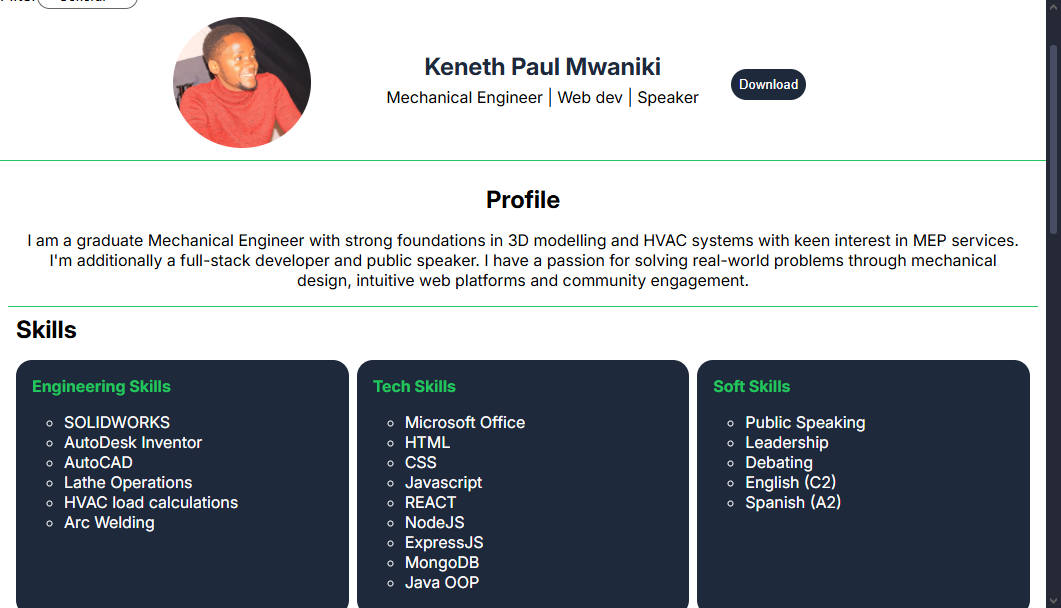 Keneth Paul Mwaniki
Mechanical Engineer | Web dev | Speaker
Download
Profile
I am a graduate Mechanical Engineer with strong foundations in 3D modelling and HVAC systems with keen interest in MEP services.
I'm additionally a full-stack developer and public speaker. I have a passion for solving real-world problems through mechanical
design, intuitive web platforms and community engagement.
Skills
Engineering Skills
SOLIDWORKS
AutoDesk Inventor
AutoCAD
Lathe Operations
HVAC load calculations
Arc Welding
Tech Skills
Microsoft Office
HTML
CSS
Javascript
REACT
NodeJS
ExpressJS
MongoDB
Java OOP
Soft Skills
Public Speaking
Leadership
Debating
English (C2)
Spanish (A2)